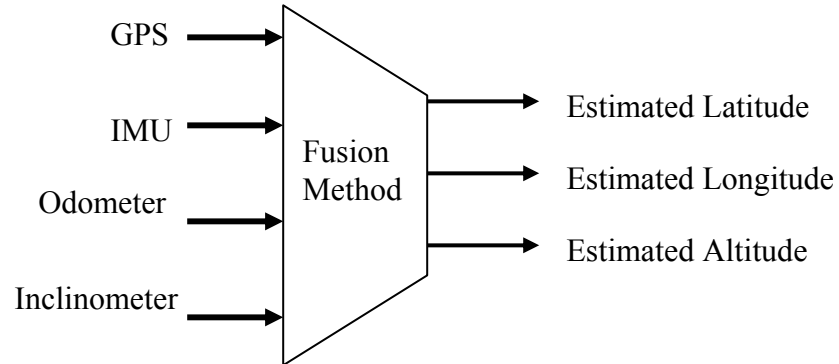 GPS
IMU
Odometer
Inclinometer
Fusion
Method
Estimated Latitude
Estimated Longitude
Estimated Altitude